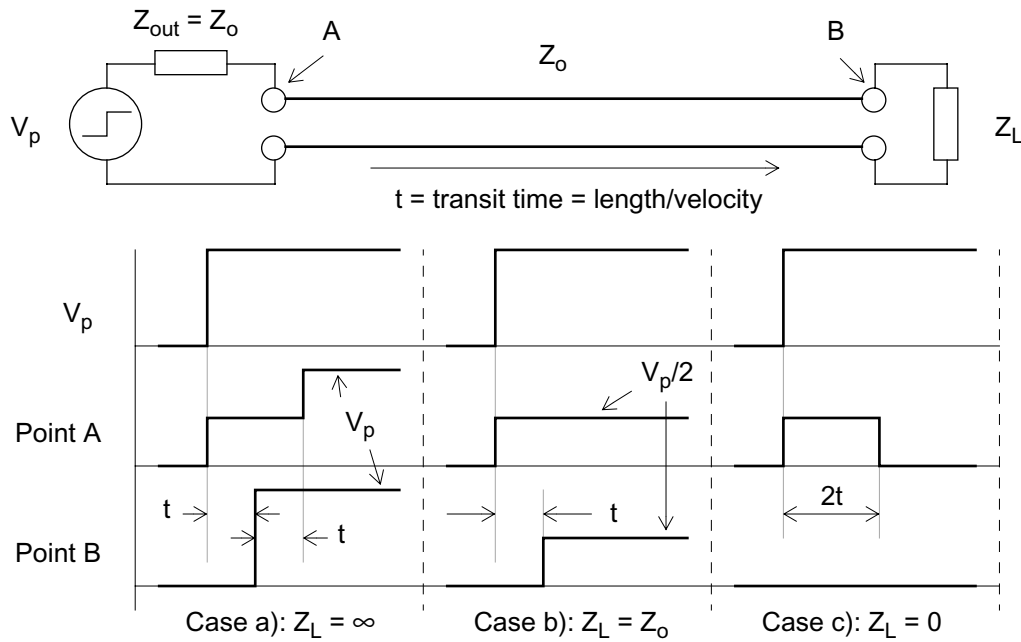 Z_out = Z_o
A
B
Z_o
V_p
Z_L
t = transit time = length/velocity
V_p
V_p/2
Point A
V_p
t
t
t
2t
Point B
Case a): Z_L = ∞
Case b): Z_L = Z_o
Case c): Z_L = 0